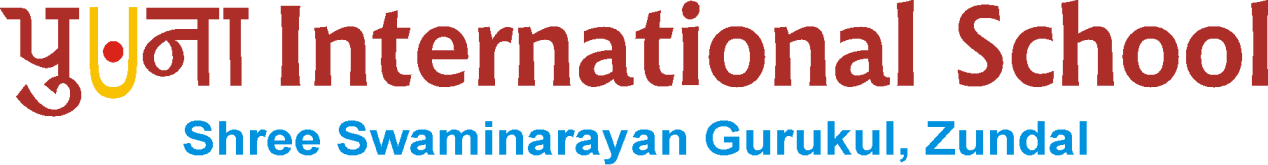 पुना International School
Shree Swaminarayan Gurukul, Zundal